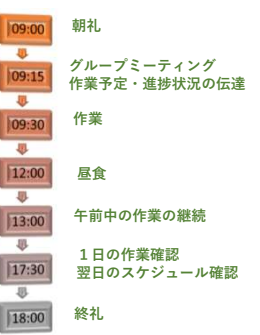 09:00 朝礼
09:15 グループミーティング
作業予定・進捗状況の伝達
09:30 作業
12:00 昼食
13:00 午前中の作業の継続
17:30 １日の作業確認
翌日のスケジュール確認
18:00 終礼